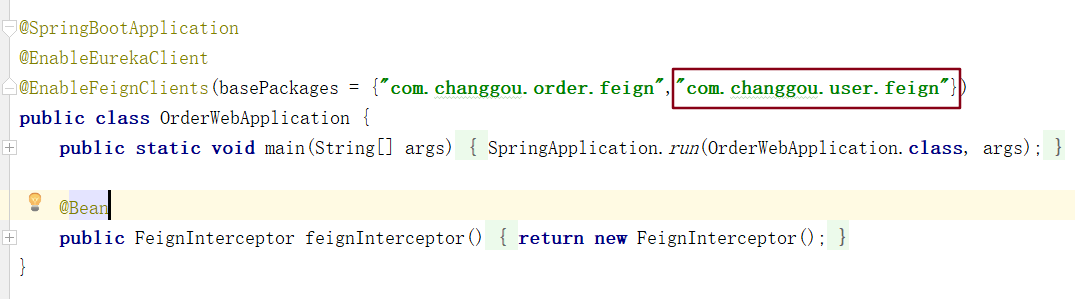 @SpringBootApplication
@EnableEurekaClient
@EnableFeignClients(basePackages = {"com.changgou.order.feign","com.changgou.user.feign"})
public class OrderWebApplication {
public static void main(String[] args) { SpringApplication.run(OrderWebApplication.class, args); }
@Bean
public FeignInterceptor feignInterceptor() { return new FeignInterceptor(); }
}